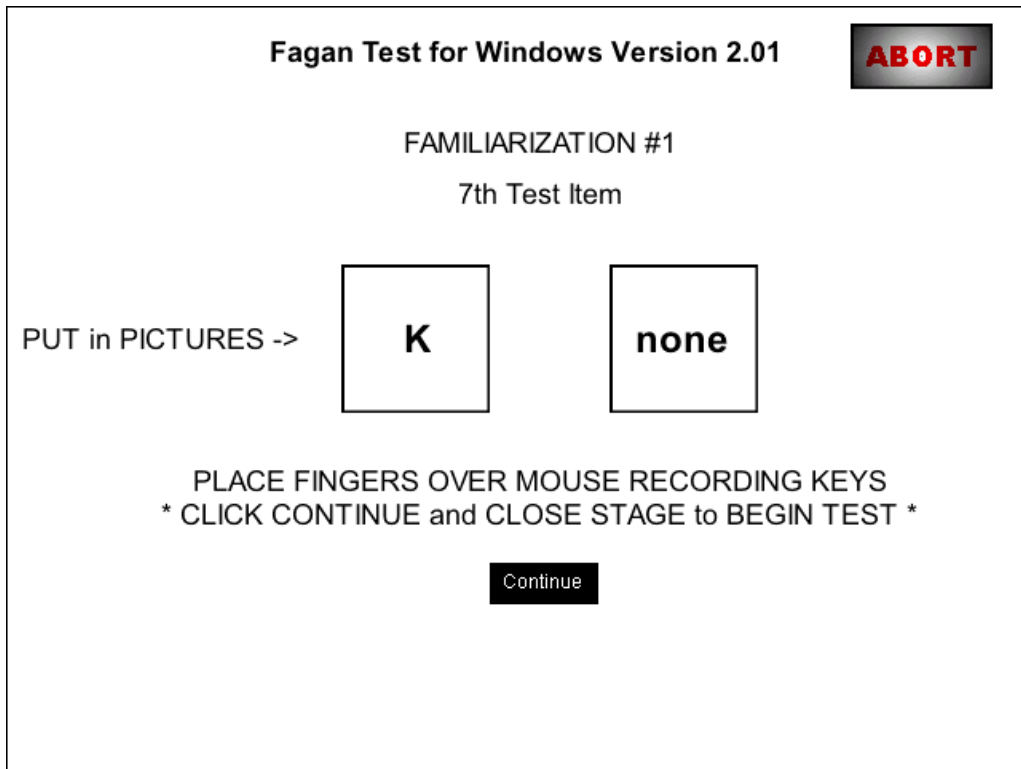 Fagan Test for Windows Version 2.01
ABORT
FAMILIARIZATION #1
7th Test Item
PUT in PICTURES -> K none
PLACE FINGERS OVER MOUSE RECORDING KEYS
* CLICK CONTINUE and CLOSE STAGE to BEGIN TEST *
Continue